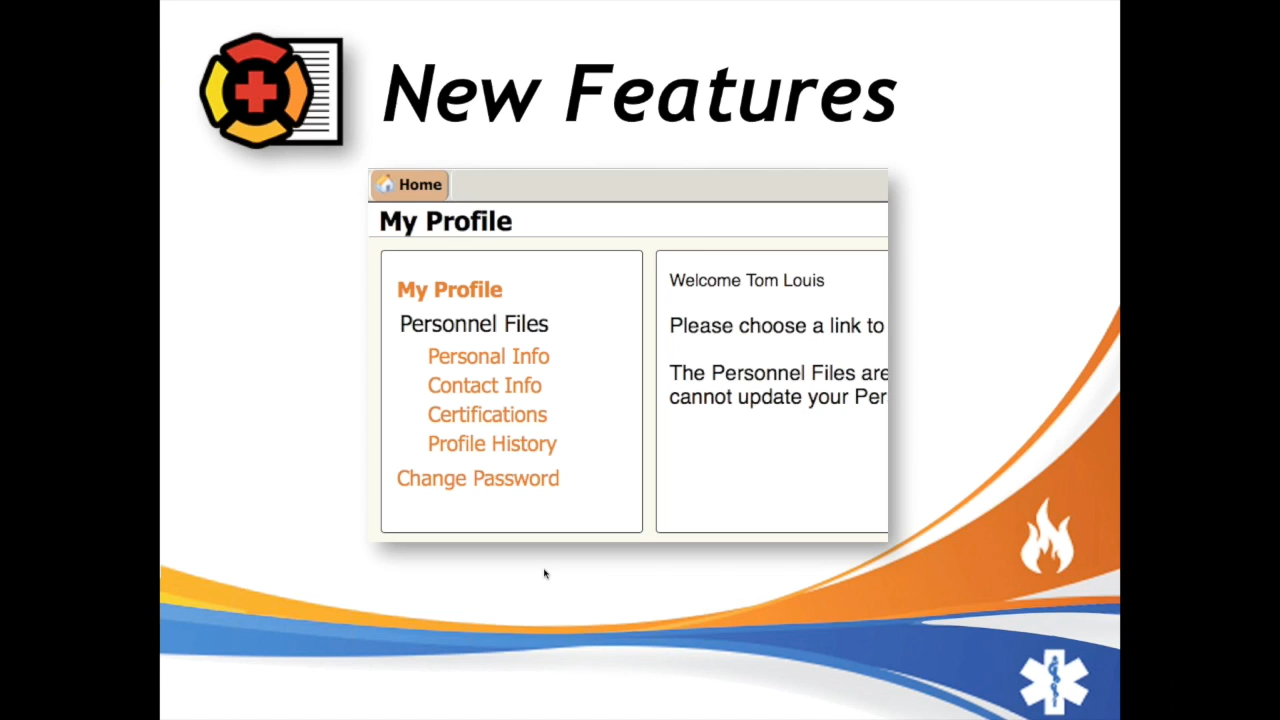 New Features
Home
My Profile
My Profile
Personnel Files
Personal Info
Contact Info
Certifications
Profile History
Change Password
Welcome Tom Louis
Please choose a link to
The Personnel Files are
cannot update your Per